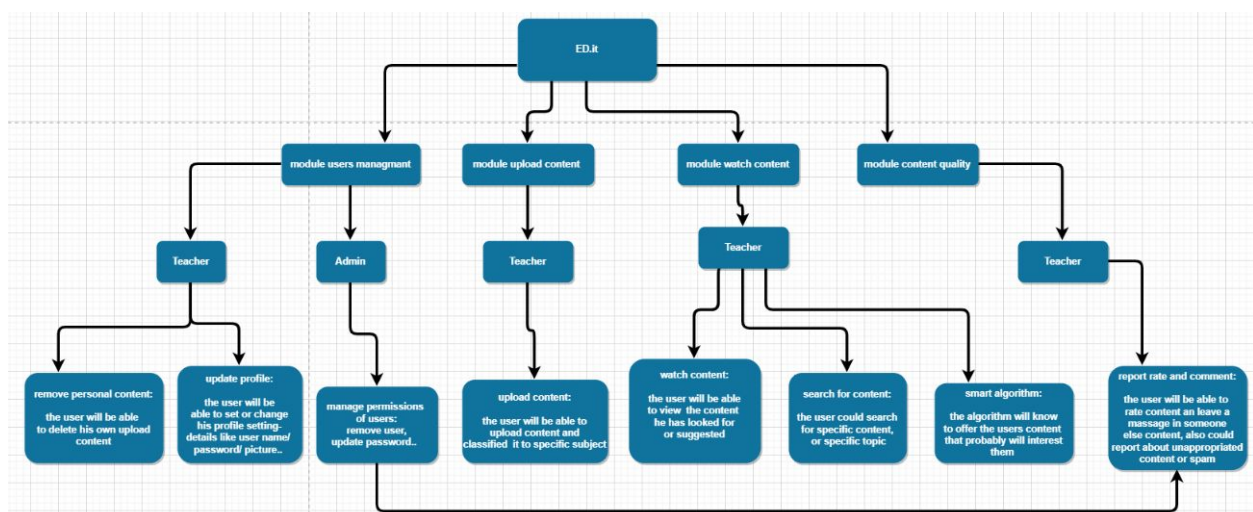 ED.it
module users managmant
module upload content
module watch content
module content quality
Teacher
Admin
Teacher
Teacher
Teacher
remove personal content:
the user will be able
to delete his own upload
content
update profile:
the user will be
able to set or change
his profile setting-
details like user name/
password/ picture..
manage permissions
of users:
remove user,
update password..
upload content:
the user will be able to
upload content and
classified it to specific subject
watch content:
the user will be able
to view the content
he has looked for
or suggested
search for content:
the user could search
for specific content,
or specific topic
smart algorithm:
the algorithm will know
to offer the users content
that probably will interest
them
report rate and comment:
the user will be able to
rate content an leave a
massage in someone
else content, also could
report about unappropriated
content or spam